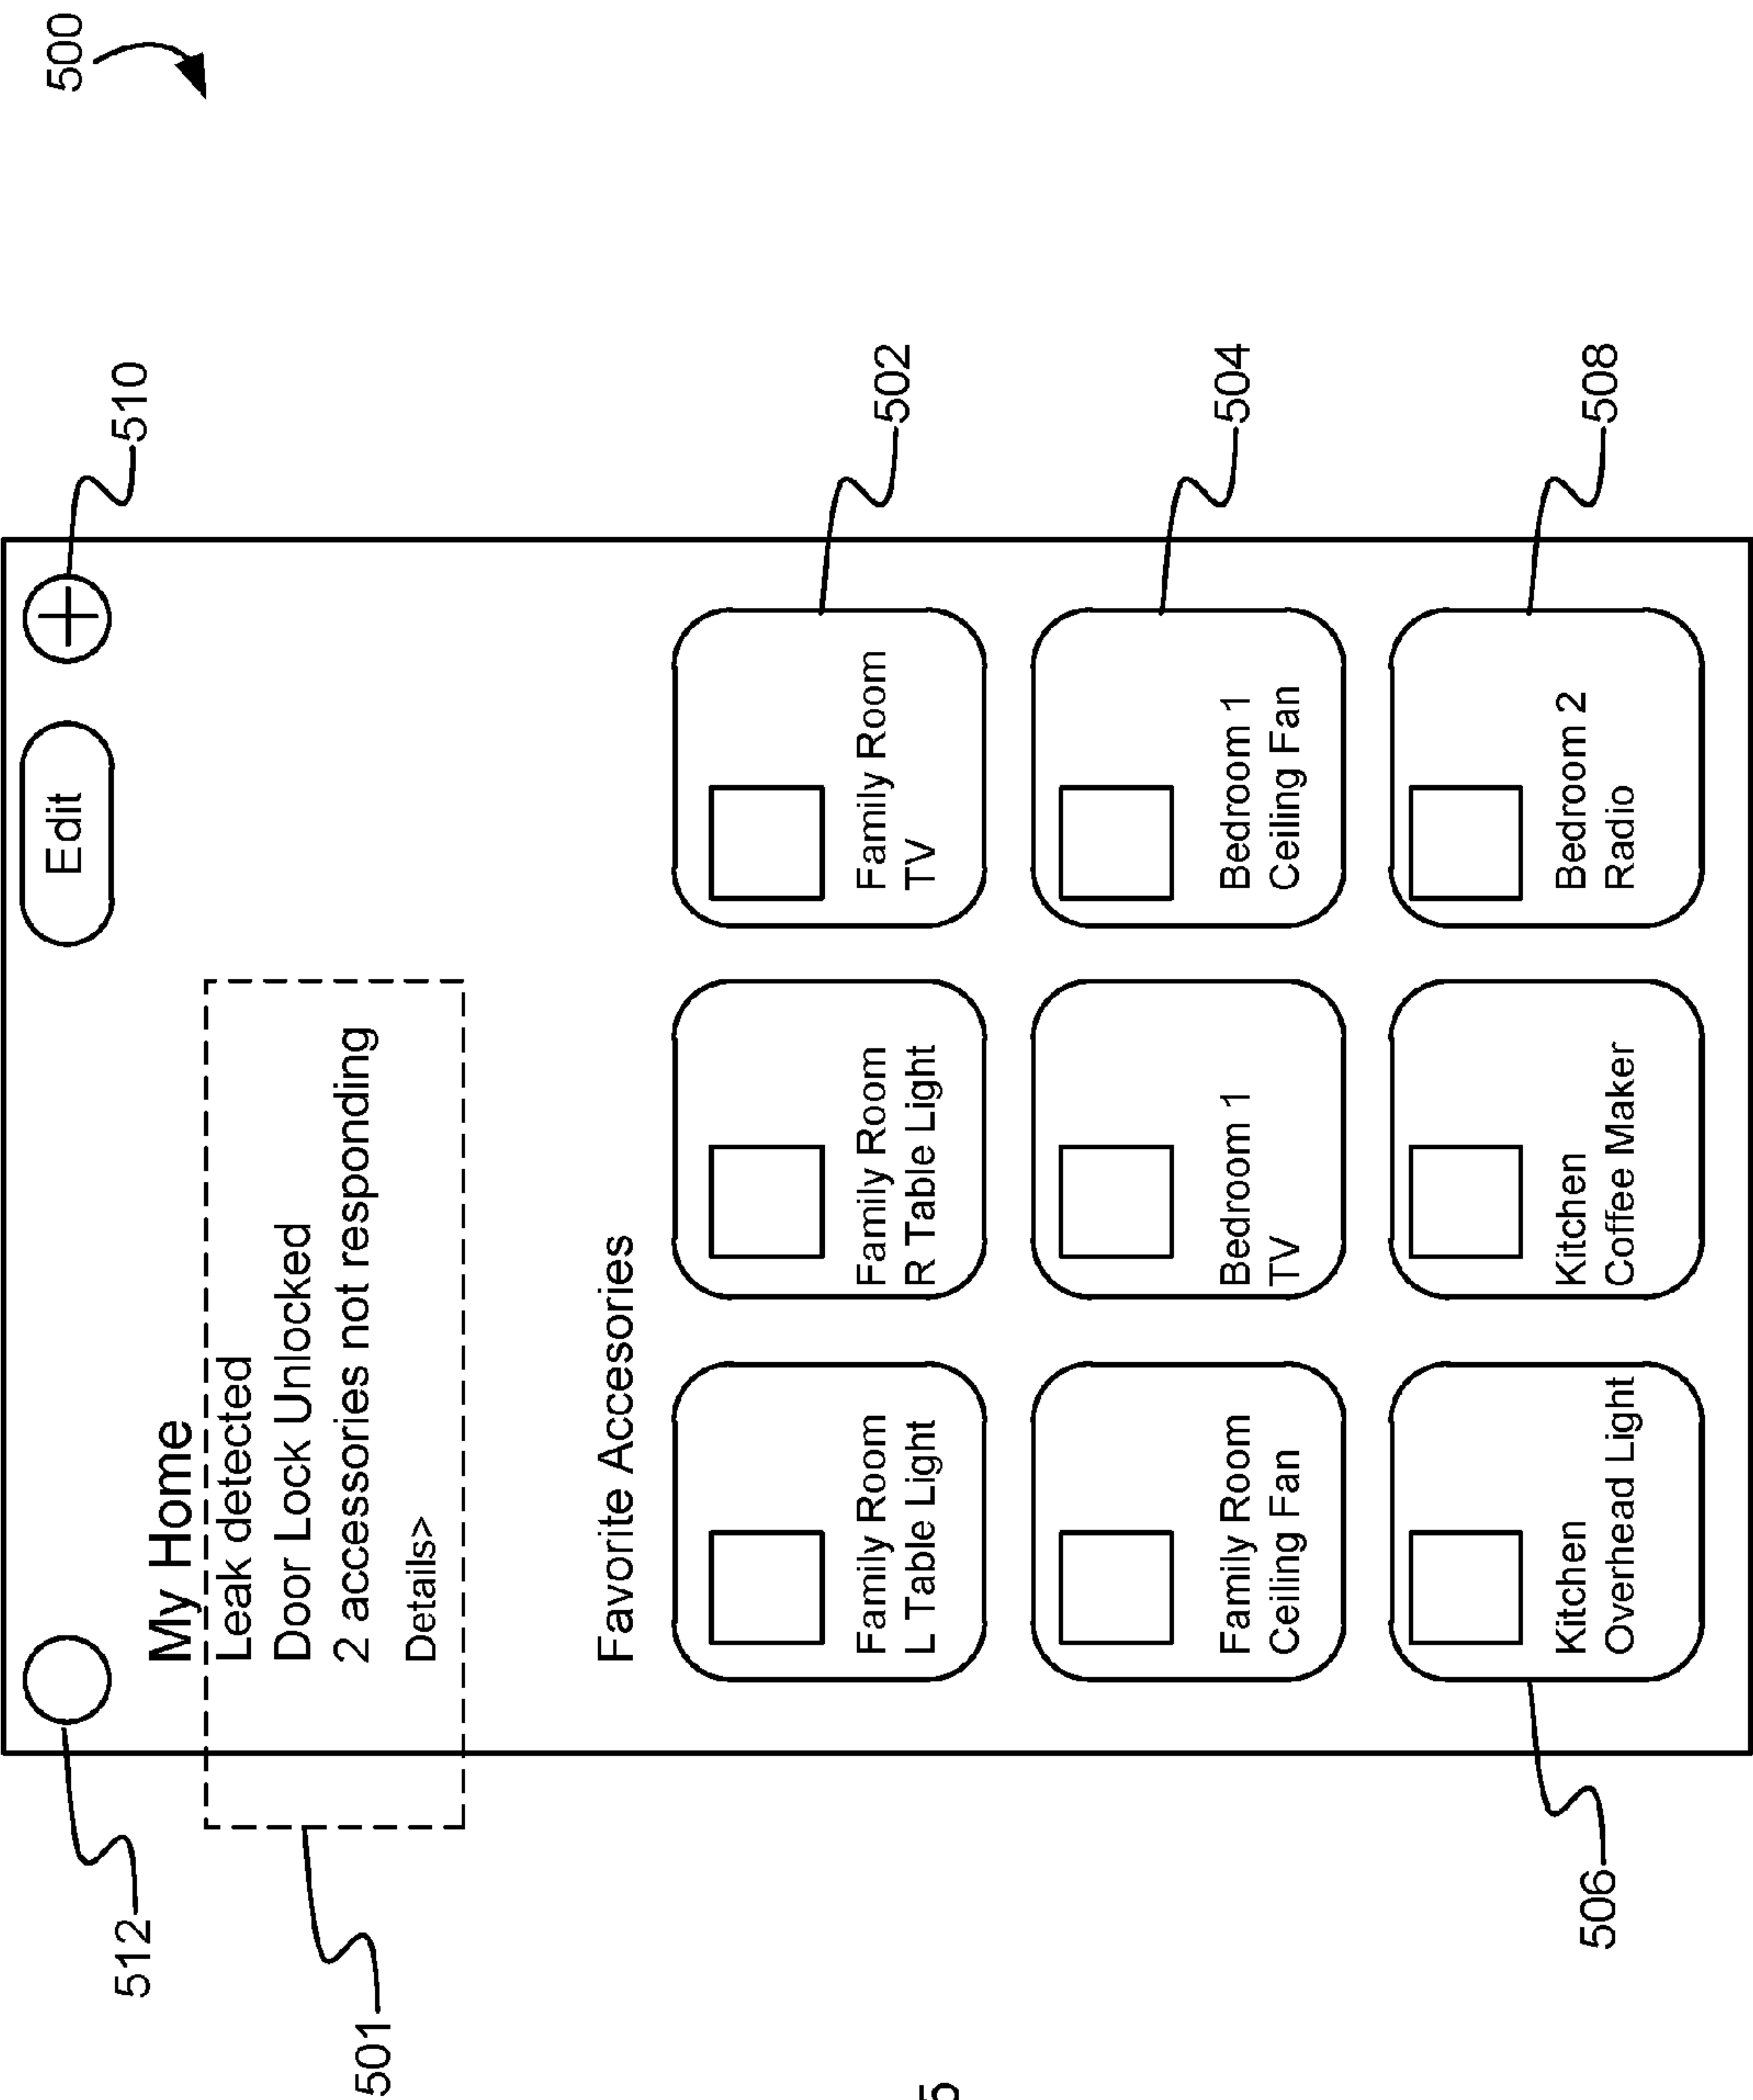 500
Edit
510
512
My Home
Leak detected
Door Lock Unlocked
2 accessories not responding
Details>
501
Favorite Accesories
Family Room
L Table Light
Family Room
R Table Light
Family Room
TV
502
Family Room
Ceiling Fan
Bedroom 1
TV
Bedroom 1
Ceiling Fan
504
Kitchen
Overhead Light
Kitchen
Coffee Maker
Bedroom 2
Radio
508
506